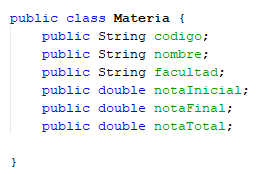 public class Materia {
    public String codigo;
    public String nombre;
    public String facultad;
    public double notaInicial;
    public double notaFinal;
    public double notaTotal;
}